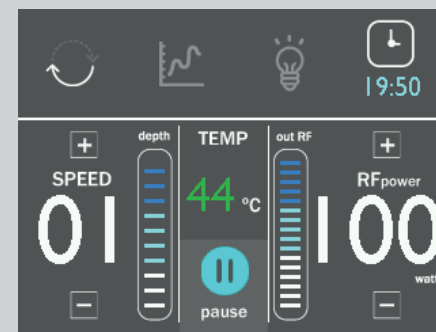 19:50
depth
TEMP
out RF
SPEED
RFpower
01
44 °C
100
watt
pause